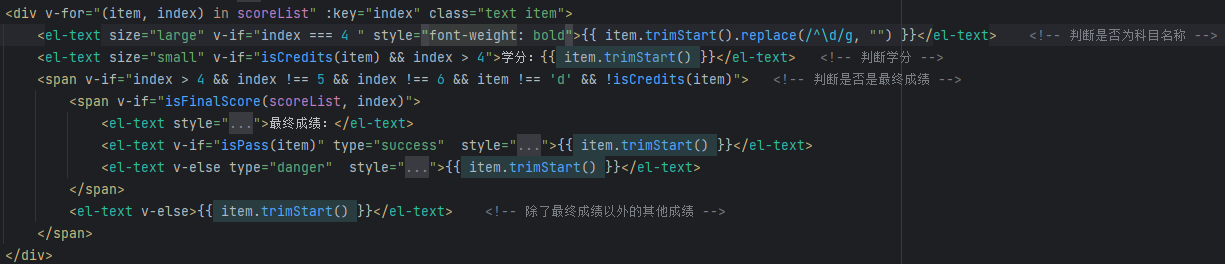 <div v-for="(item, index) in scoreList" :key="index" class="text item">
    <el-text size="large" v-if="index === 4 " style="font-weight: bold">{{ item.trimStart().replace(/^\d/g, "") }}</el-text>    <!-- 判断是否为科目名称 -->
    <el-text size="small" v-if="isCredits(item) && index > 4">学分：{{ item.trimStart() }}</el-text>   <!-- 判断学分 -->
    <span v-if="index > 4 && index !== 5 && index !== 6 && item !== 'd' && !isCredits(item)">   <!-- 判断是否是最终成绩 -->
        <span v-if="isFinalScore(scoreList, index)">
            <el-text style="...">最终成绩：</el-text>
            <el-text v-if="isPass(item)" type="success"  style="...">{{ item.trimStart() }}</el-text>
            <el-text v-else type="danger"  style="...">{{ item.trimStart() }}</el-text>
        </span>
        <el-text v-else>{{ item.trimStart() }}</el-text>    <!-- 除了最终成绩以外的其他成绩 -->
    </span>
</div>